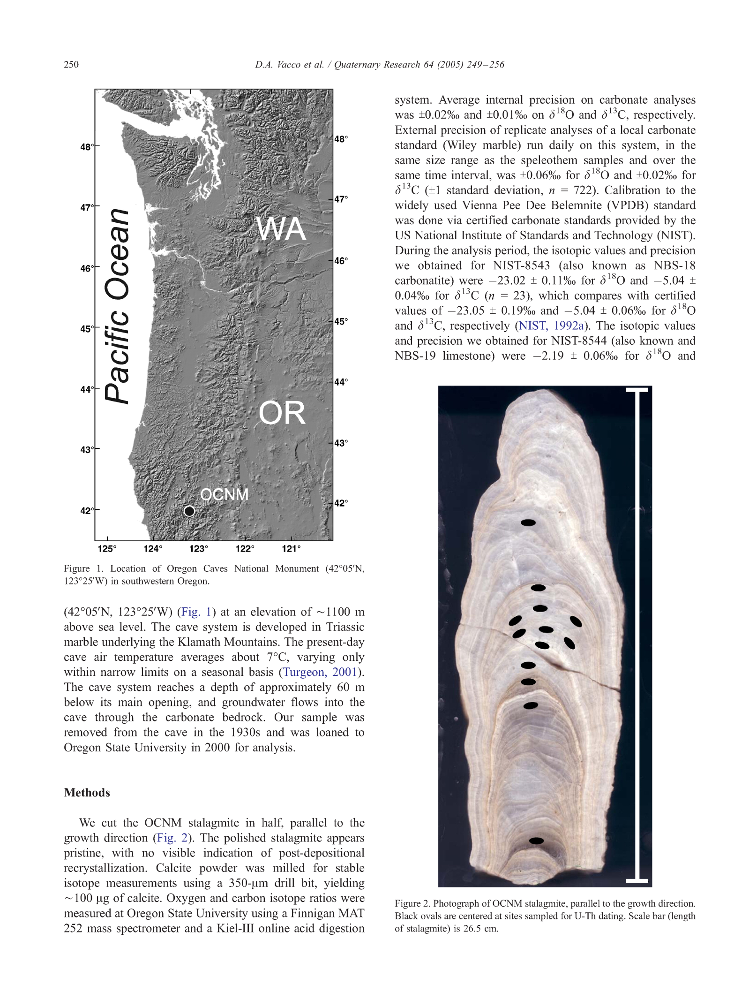 250
D.A. Vacco et al. / Quaternary Research 64 (2005) 249–256
48°
47°
46°
45°
44°
43°
42°
48°
47°
46°
45°
44°
43°
42°
125°
124°
123°
122°
121°
Pacific Ocean
WA
OR
OCNM
Figure 1. Location of Oregon Caves National Monument (42°05′N,
123°25′W) in southwestern Oregon.
(42°05′N, 123°25′W) (Fig. 1) at an elevation of ~1100 m
above sea level. The cave system is developed in Triassic
marble underlying the Klamath Mountains. The present-day
cave air temperature averages about 7°C, varying only
within narrow limits on a seasonal basis (Turgeon, 2001).
The cave system reaches a depth of approximately 60 m
below its main opening, and groundwater flows into the
cave through the carbonate bedrock. Our sample was
removed from the cave in the 1930s and was loaned to
Oregon State University in 2000 for analysis.
Methods
We cut the OCNM stalagmite in half, parallel to the
growth direction (Fig. 2). The polished stalagmite appears
pristine, with no visible indication of post-depositional
recrystallization. Calcite powder was milled for stable
isotope measurements using a 350-μm drill bit, yielding
~100 μg of calcite. Oxygen and carbon isotope ratios were
measured at Oregon State University using a Finnigan MAT
252 mass spectrometer and a Kiel-III online acid digestion
system. Average internal precision on carbonate analyses
was ±0.02‰ and ±0.01‰ on δ¹⁸O and δ¹³C, respectively.
External precision of replicate analyses of a local carbonate
standard (Wiley marble) run daily on this system, in the
same size range as the speleothem samples and over the
same time interval, was ±0.06‰ for δ¹⁸O and ±0.02‰ for
δ¹³C (±1 standard deviation, n = 722). Calibration to the
widely used Vienna Pee Dee Belemnite (VPDB) standard
was done via certified carbonate standards provided by the
US National Institute of Standards and Technology (NIST).
During the analysis period, the isotopic values and precision
we obtained for NIST-8543 (also known as NBS-18
carbonatite) were −23.02 ± 0.11‰ for δ¹⁸O and −5.04 ±
0.04‰ for δ¹³C (n = 23), which compares with certified
values of −23.05 ± 0.19‰ and −5.04 ± 0.06‰ for δ¹⁸O
and δ¹³C, respectively (NIST, 1992a). The isotopic values
and precision we obtained for NIST-8544 (also known and
NBS-19 limestone) were −2.19 ± 0.06‰ for δ¹⁸O and
Figure 2. Photograph of OCNM stalagmite, parallel to the growth direction.
Black ovals are centered at sites sampled for U-Th dating. Scale bar (length
of stalagmite) is 26.5 cm.